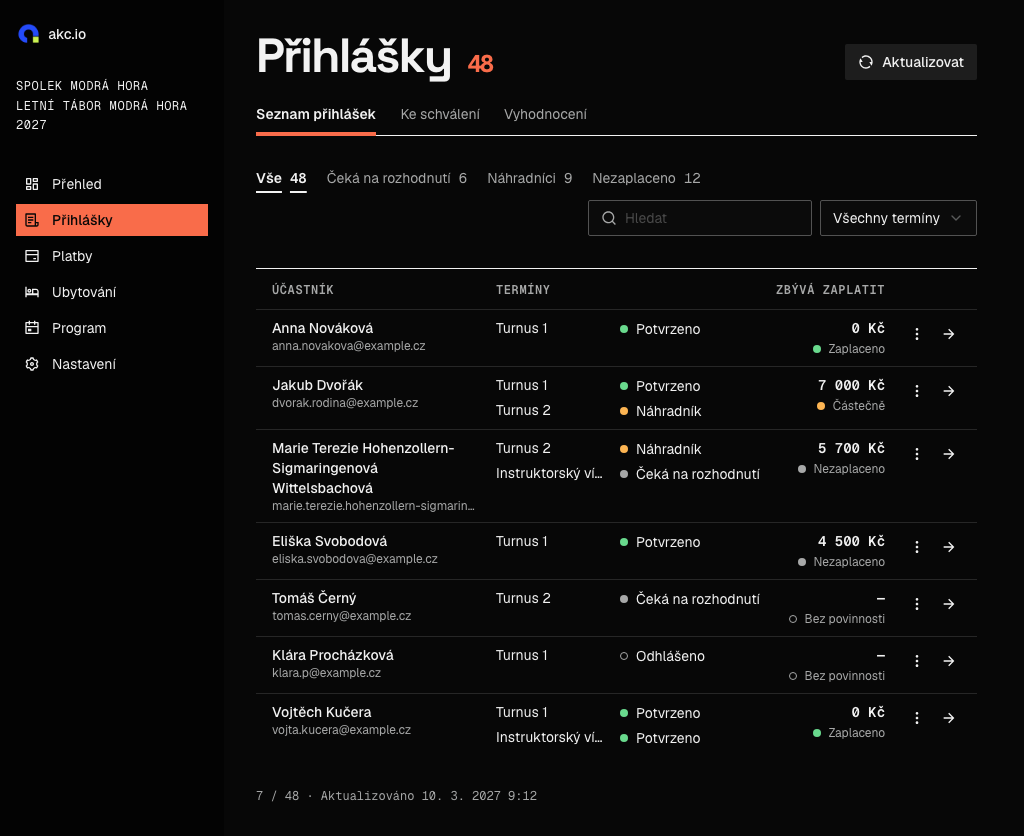 akc.io
SPOLEK MODRÁ HORA
LETNÍ TÁBOR MODRÁ HORA
2027
Přehled
Přihlášky
Platby
Ubytování
Program
Nastavení
Přihlášky 48
Aktualizovat
Seznam přihlášek Ke schválení Vyhodnocení
Vše 48 Čeká na rozhodnutí 6 Náhradníci 9 Nezaplaceno 12
Hledat Všechny termíny
ÚČASTNÍK TERMÍNY ZBÝVÁ ZAPLATIT
Anna Nováková Turnus 1 Potvrzeno 0 Kč
anna.novakova@example.cz Zaplaceno
Jakub Dvořák Turnus 1 Potvrzeno 7 000 Kč
dvorak.rodina@example.cz Turnus 2 Náhradník Částečně
Marie Terezie Hohenzollern- Turnus 2 Náhradník 5 700 Kč
Sigmaringenová Instruktorský ví… Čeká na rozhodnutí Nezaplaceno
Wittelsbachová
marie.terezie.hohenzollern-sigmarin…
Eliška Svobodová Turnus 1 Potvrzeno 4 500 Kč
eliska.svobodova@example.cz Nezaplaceno
Tomáš Černý Turnus 2 Čeká na rozhodnutí –
tomas.cerny@example.cz Bez povinnosti
Klára Procházková Turnus 1 Odhlášeno –
klara.p@example.cz Bez povinnosti
Vojtěch Kučera Turnus 1 Potvrzeno 0 Kč
vojta.kucera@example.cz Instruktorský ví… Potvrzeno Zaplaceno
7 / 48 · Aktualizováno 10. 3. 2027 9:12